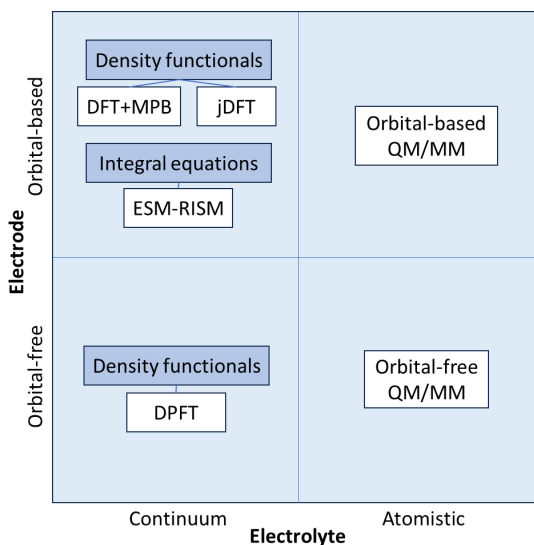 Density functionals
DFT+MPB
jDFT
Integral equations
ESM-RISM
Orbital-based
QM/MM
Orbital-based
Electrode
Orbital-free
Density functionals
DPFT
Orbital-free
QM/MM
Continuum
Atomistic
Electrolyte